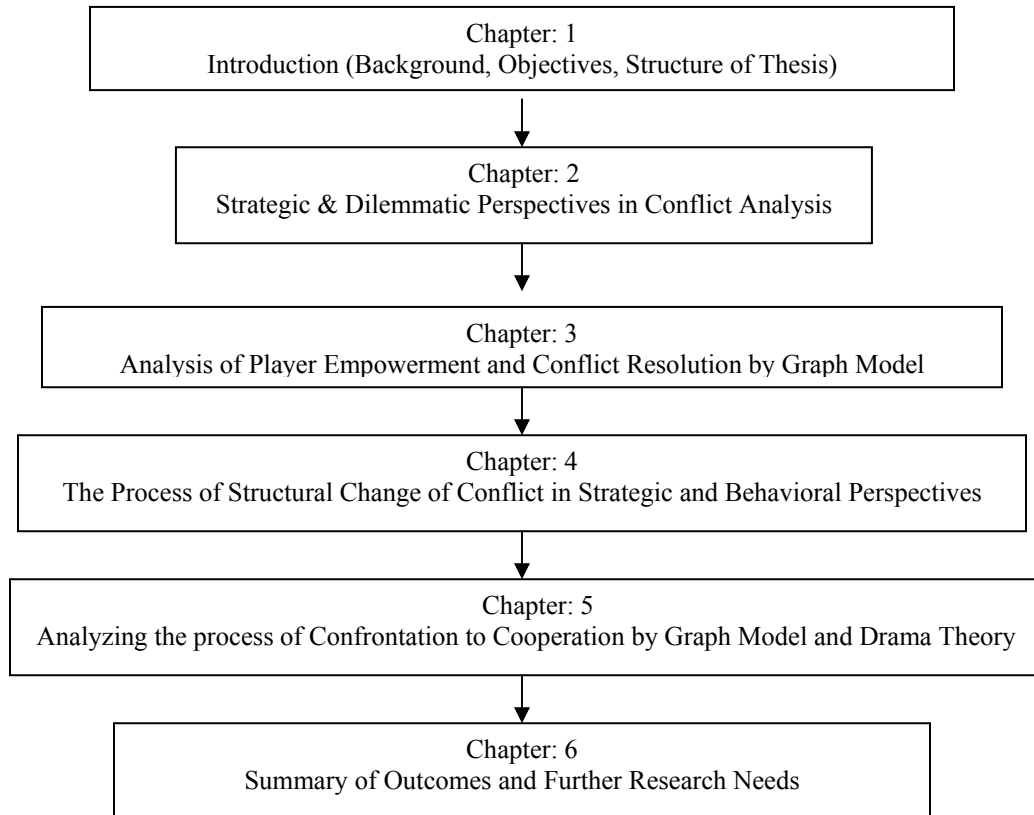 Chapter: 1
Introduction (Background, Objectives, Structure of Thesis)
Chapter: 2
Strategic & Dilemmatic Perspectives in Conflict Analysis
Chapter: 3
Analysis of Player Empowerment and Conflict Resolution by Graph Model
Chapter: 4
The Process of Structural Change of Conflict in Strategic and Behavioral Perspectives
Chapter: 5
Analyzing the process of Confrontation to Cooperation by Graph Model and Drama Theory
Chapter: 6
Summary of Outcomes and Further Research Needs